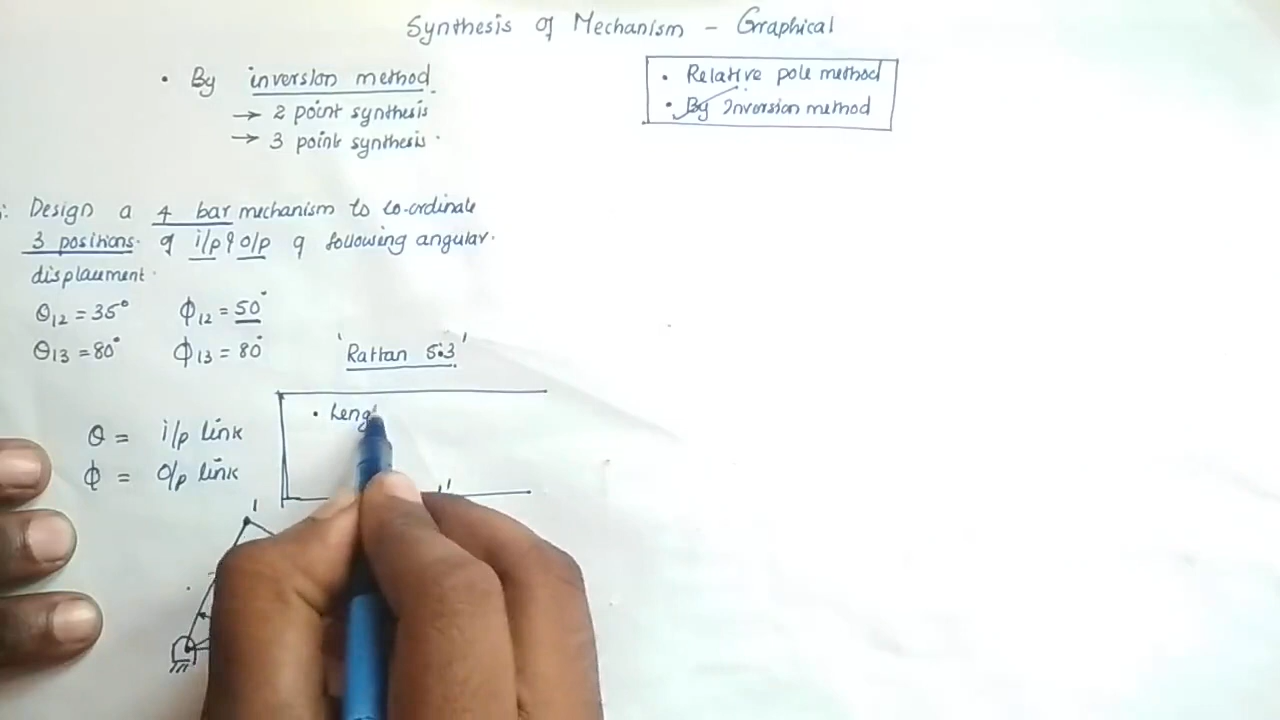 Synthesis of Mechanism - Graphical
• By inversion method.
→ 2 point synthesis
→ 3 point synthesis.
• Relative pole method
• By Inversion method
Design a 4 bar mechanism to co-ordinate
3 positions of i/p & o/p q following angular.
displacement.
θ12 = 35° ϕ12 = 50°
θ13 = 80° ϕ13 = 80°
'Rattan 5.3'
• Leng
θ = i/p link
ϕ = o/p link
1
1'